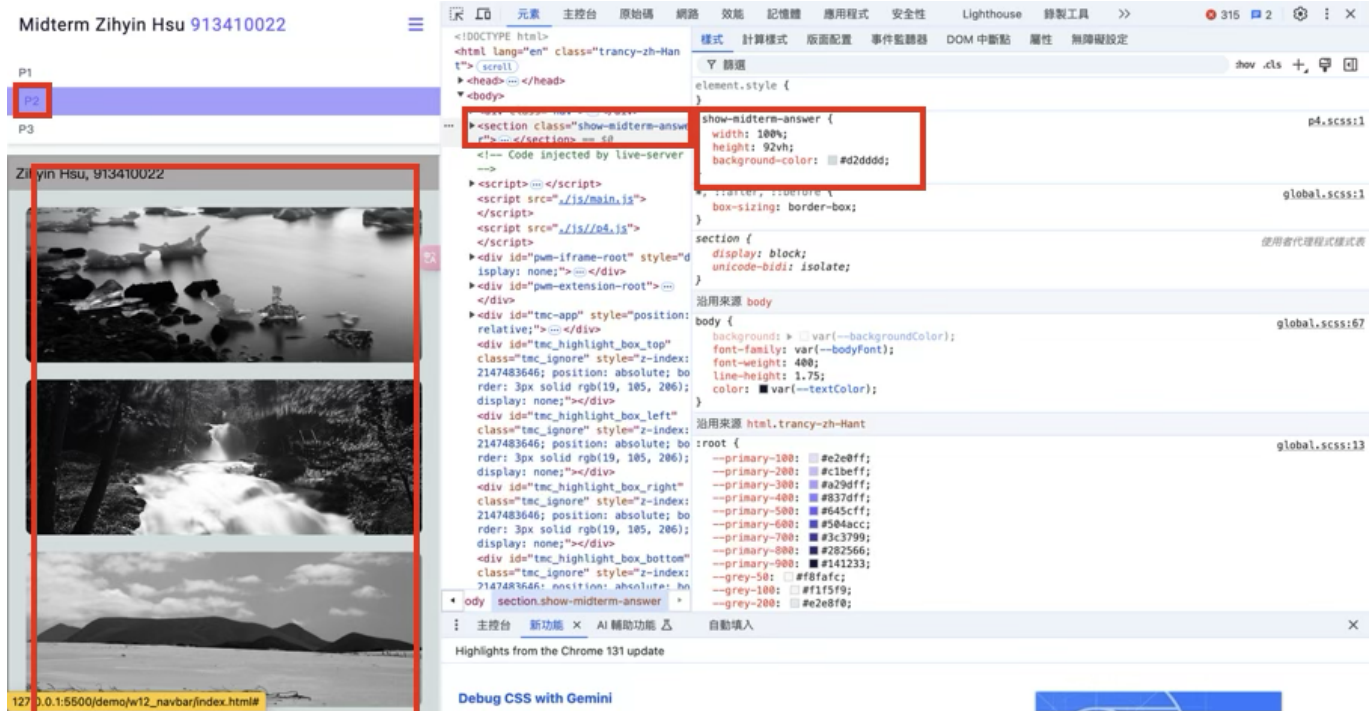 Midterm Zihyin Hsu 913410022
P1
P2
P3
Zihyin Hsu, 913410022
127.0.0.1:5500/demo/w12_navbar/index.html#
元素 主控台 原始碼 網路 效能 記憶體 應用程式 安全性 Lighthouse 錄製工具 315 2
<!DOCTYPE html>
<html lang="en" class="trancy-zh-Han
t"> scroll
<head> </head>
<body>
<section class="show-midterm-answe
r"> </section> == $0
<!-- Code injected by live-server
-->
<script> </script>
<script src="./js/main.js">
</script>
<script src="./js//p4.js">
</script>
<div id="pwm-iframe-root" style="d
isplay: none;"> </div>
<div id="pwm-extension-root">
</div>
<div id="tmc-app" style="position:
relative;"> </div>
<div id="tmc_highlight_box_top"
class="tmc_ignore" style="z-index:
2147483646; position: absolute; bo
rder: 3px solid rgb(19, 105, 206);
display: none;"></div>
<div id="tmc_highlight_box_left"
class="tmc_ignore" style="z-index:
2147483646; position: absolute; bo
rder: 3px solid rgb(19, 105, 206);
display: none;"></div>
<div id="tmc_highlight_box_right"
class="tmc_ignore" style="z-index:
2147483646; position: absolute; bo
rder: 3px solid rgb(19, 105, 206);
display: none;"></div>
<div id="tmc_highlight_box_bottom"
class="tmc_ignore" style="z-index:
2147483646; position: absolute; bo
ody section.show-midterm-answer
樣式 計算樣式 版面配置 事件監聽器 DOM 中斷點 屬性 無障礙設定
篩選 :hov .cls
element.style {
}
show-midterm-answer { p4.scss:1
width: 100%;
height: 92vh;
background-color: #d2dddd;
*, ::after, ::before { global.scss:1
box-sizing: border-box;
}
section { 使用者代理程式樣式表
display: block;
unicode-bidi: isolate;
}
沿用來源 body
body { global.scss:67
background: var(--backgroundColor);
font-family: var(--bodyFont);
font-weight: 400;
line-height: 1.75;
color: var(--textColor);
}
沿用來源 html.trancy-zh-Hant
:root { global.scss:13
--primary-100: #e2e0ff;
--primary-200: #c1beff;
--primary-300: #a29dff;
--primary-400: #837dff;
--primary-500: #645cff;
--primary-600: #504acc;
--primary-700: #3c3799;
--primary-800: #282566;
--primary-900: #141233;
--grey-50: #f8fafc;
--grey-100: #f1f5f9;
--grey-200: #e2e8f0;
主控台 新功能 AI 輔助功能 自動填入
Highlights from the Chrome 131 update
Debug CSS with Gemini